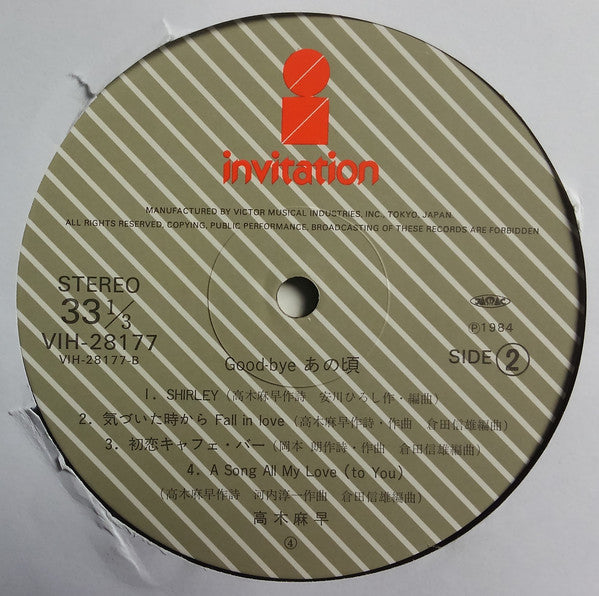 invitation
MANUFACTURED BY VICTOR MUSICAL INDUSTRIES, INC., TOKYO, JAPAN.
ALL RIGHTS RESERVED, COPYING, PUBLIC PERFORMANCE, BROADCASTING OF THESE RECORDS ARE FORBIDDEN
STEREO
33 1/3
VIH-28177
VIH-28177-B
JASRAC
Ⓟ1984
SIDE ②
Good-bye あの頃
1. SHIRLEY (高木麻早作詩 安川ひろし作・編曲)
2. 気づいた時から Fall in love (高木麻早作詩・作曲 倉田信雄編曲)
3. 初恋キャフェ・バー (岡本 朗作詩・作曲 倉田信雄編曲)
4. A Song All My Love (to You)
(高木麻早作詩 河内淳一作曲 倉田信雄編曲)
高木麻早
④